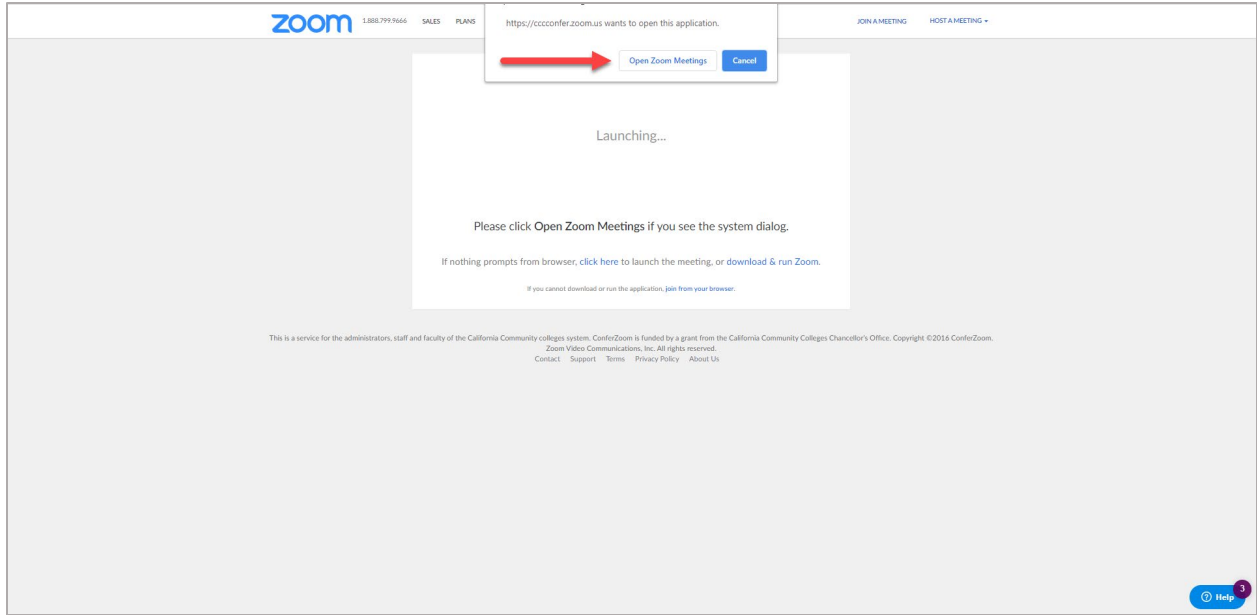 zoom 1.888.799.9666 SALES PLANS JOIN A MEETING HOST A MEETING
https://cccconfer.zoom.us wants to open this application.
Open Zoom Meetings Cancel
Launching...
Please click Open Zoom Meetings if you see the system dialog.
If nothing prompts from browser, click here to launch the meeting, or download & run Zoom.
If you cannot download or run the application, join from your browser.
This is a service for the administrators, staff and faculty of the California Community colleges system. ConferZoom is funded by a grant from the California Community Colleges Chancellor's Office. Copyright ©2016 ConferZoom.
Zoom Video Communications, Inc. All rights reserved.
Contact Support Terms Privacy Policy About Us
Help 3